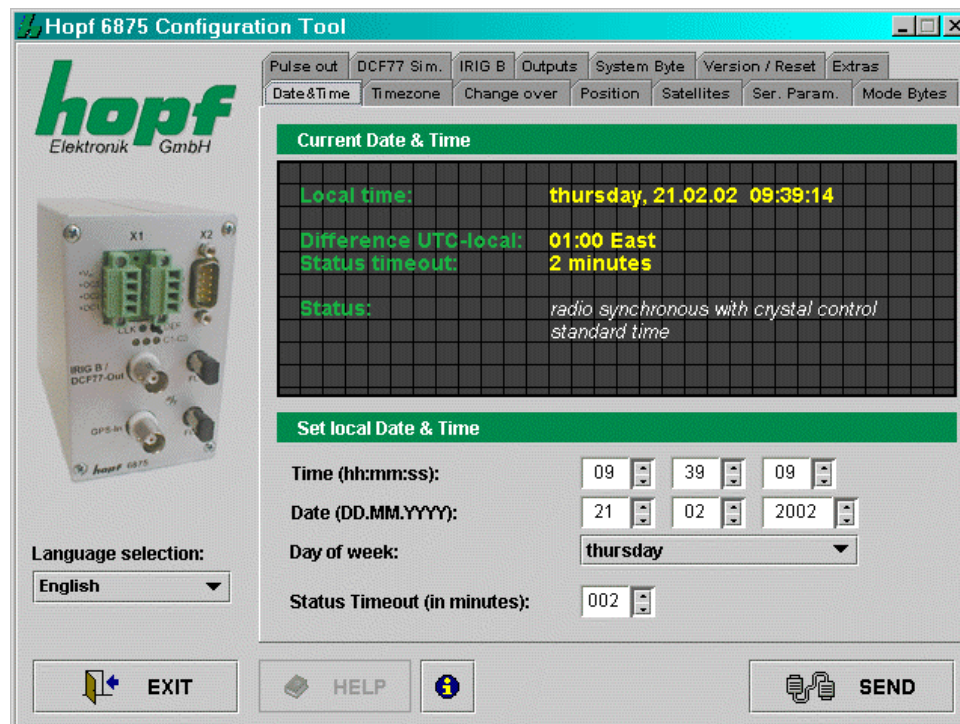 Hopf 6875 Configuration Tool
hopf
Elektronik GmbH
Pulse out DCF77 Sim. IRIG B Outputs System Byte Version / Reset Extras
Date&Time Timezone Change over Position Satellites Ser. Param. Mode Bytes
Current Date & Time
Local time: thursday, 21.02.02 09:39:14
Difference UTC-local: 01:00 East
Status timeout: 2 minutes
Status: radio synchronous with crystal control
standard time
X1 X2
C1-C3
IRIG B /
DCF77-Out
GPS-In
hopf 6875
Set local Date & Time
Time (hh:mm:ss): 09 39 09
Date (DD.MM.YYYY): 21 02 2002
Day of week: thursday
Status Timeout (in minutes): 002
Language selection:
English
EXIT HELP SEND